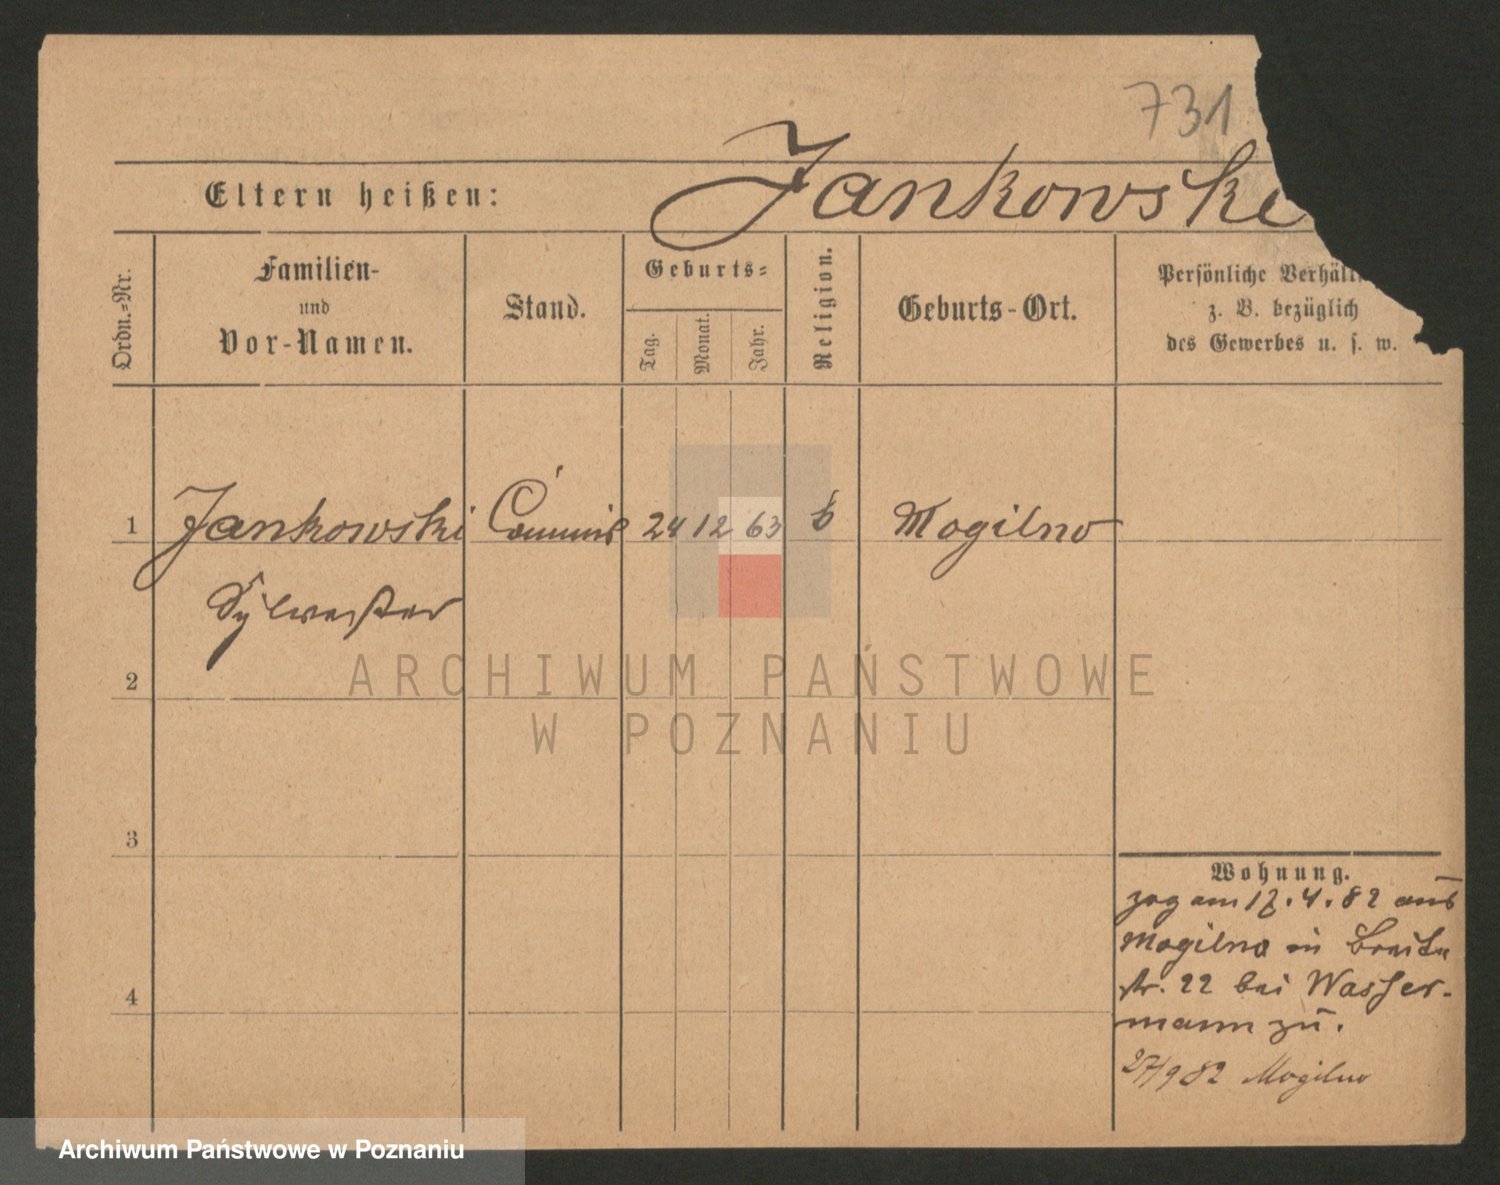 731
Jankowski
Eltern heißen:
Ordn.=Nr.
Familien-
und
Vor-Namen.
Stand.
Geburts=
Tag.
Monat.
Jahr.
Religion.
Geburts-Ort.
Persönliche Verhält
z. B. bezüglich
des Gewerbes u. s. w.
1 Jankowski Commis 24 12 63 k Mogilno
Sylwester
2
3
4
ARCHIWUM PAŃSTWOWE
W POZNANIU
Wohnung.
zog am 12.4.82 aus
Mogilno in Breite
str. 22 bei Wasser-
mann zu.
27/9 82 Mogilno
Archiwum Państwowe w Poznaniu